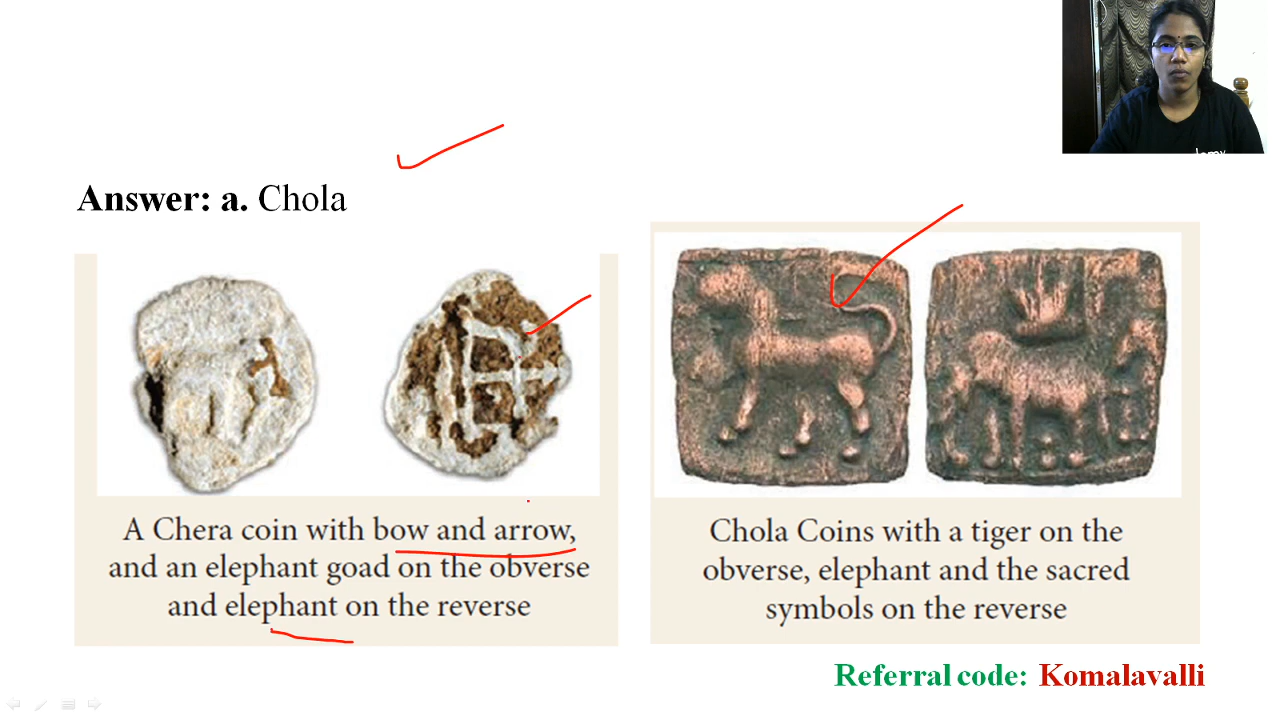 Answer: a. Chola
A Chera coin with bow and arrow,
and an elephant goad on the obverse
and elephant on the reverse
Chola Coins with a tiger on the
obverse, elephant and the sacred
symbols on the reverse
Referral code: Komalavalli